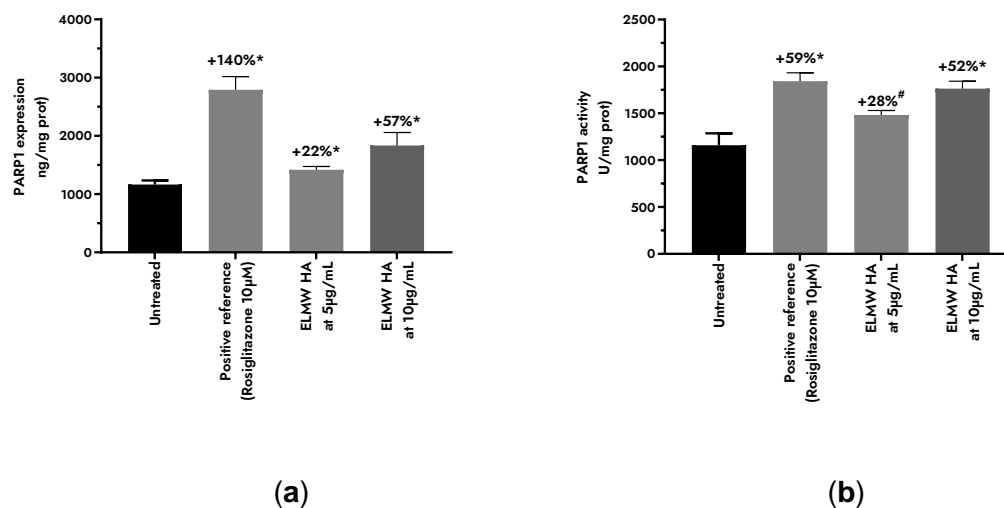 4000
3000
2000
1000
0
PARP1 expression
ng/mg prot)
+140%*
+22%*
+57%*
Untreated
Positive reference
(Rosiglitazone 10µM)
ELMW HA
at 5µg/mL
ELMW HA
at 10µg/mL
(a)
2500
2000
1500
1000
500
0
PARP1 activity
U/mg prot)
+59%*
+28%#
+52%*
Untreated
Positive reference
(Rosiglitazone 10µM)
ELMW HA
at 5µg/mL
ELMW HA
at 10µg/mL
(b)